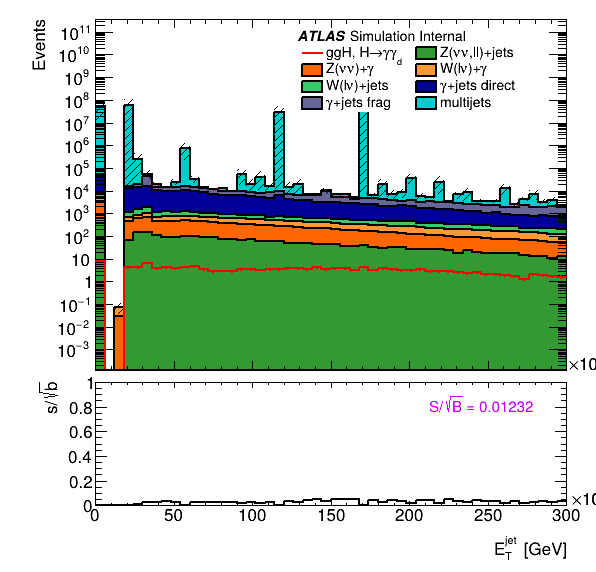 Events
10¹¹
10¹⁰
10⁹
10⁸
10⁷
10⁶
10⁵
10⁴
10³
10²
10
1
10⁻¹
10⁻²
10⁻³
ATLAS Simulation Internal
ggH, H→γγ_d
Z(νν,ll)+jets
Z(νν)+γ
W(lν)+γ
W(lν)+jets
γ+jets direct
γ+jets frag
multijets
×10
s/√b
1
0.8
0.6
0.4
0.2
0
S/√B = 0.01232
×10
0 50 100 150 200 250 300
E_T^jet [GeV]